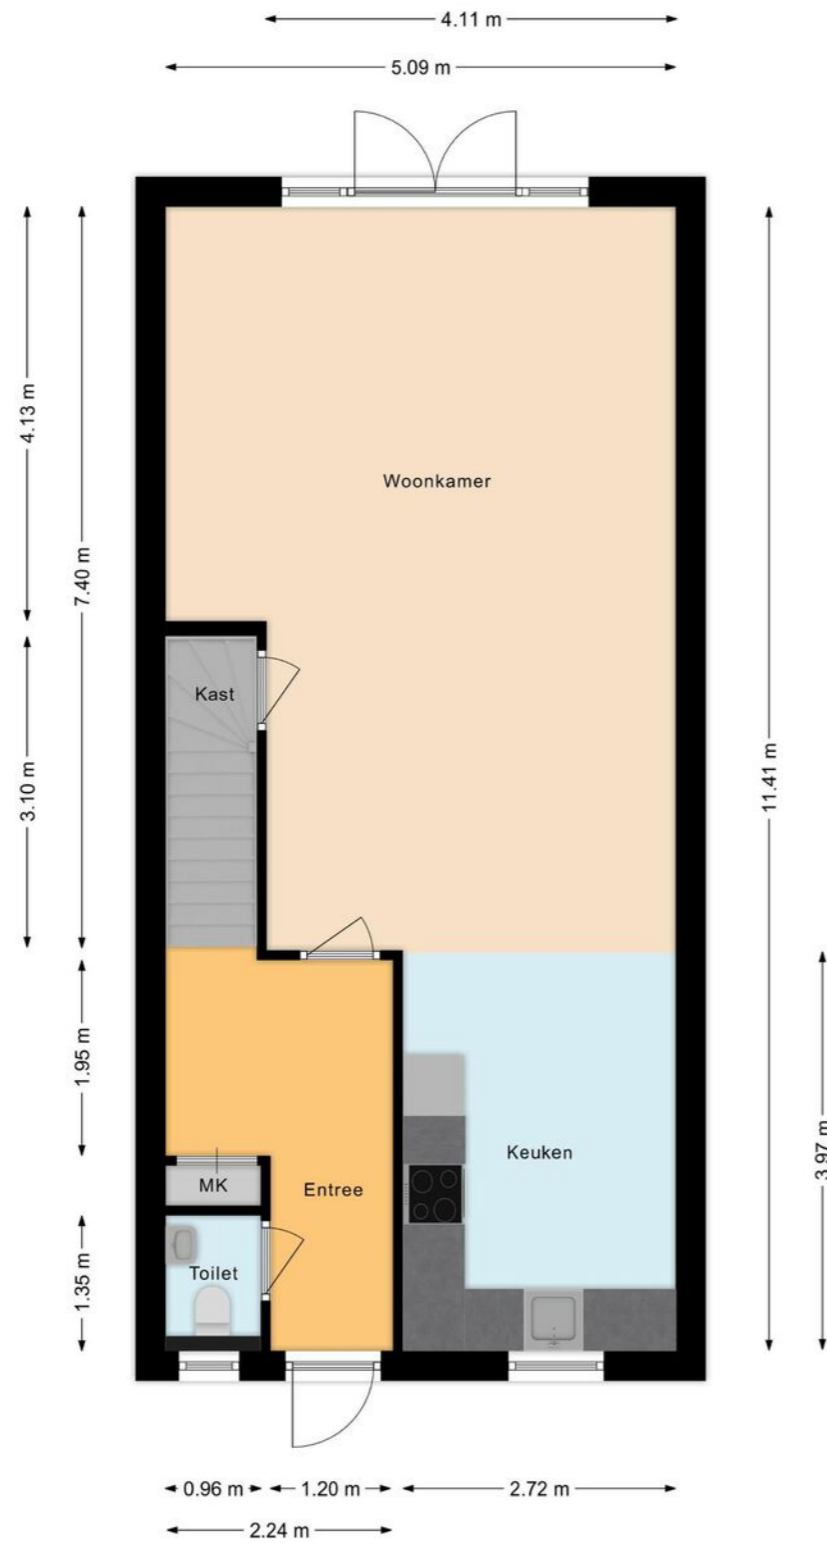 4.11 m
5.09 m
4.13 m
7.40 m
Woonkamer
Kast
3.10 m
11.41 m
1.95 m
Keuken
3.97 m
MK
Entree
Toilet
1.35 m
0.96 m
1.20 m
2.72 m
2.24 m